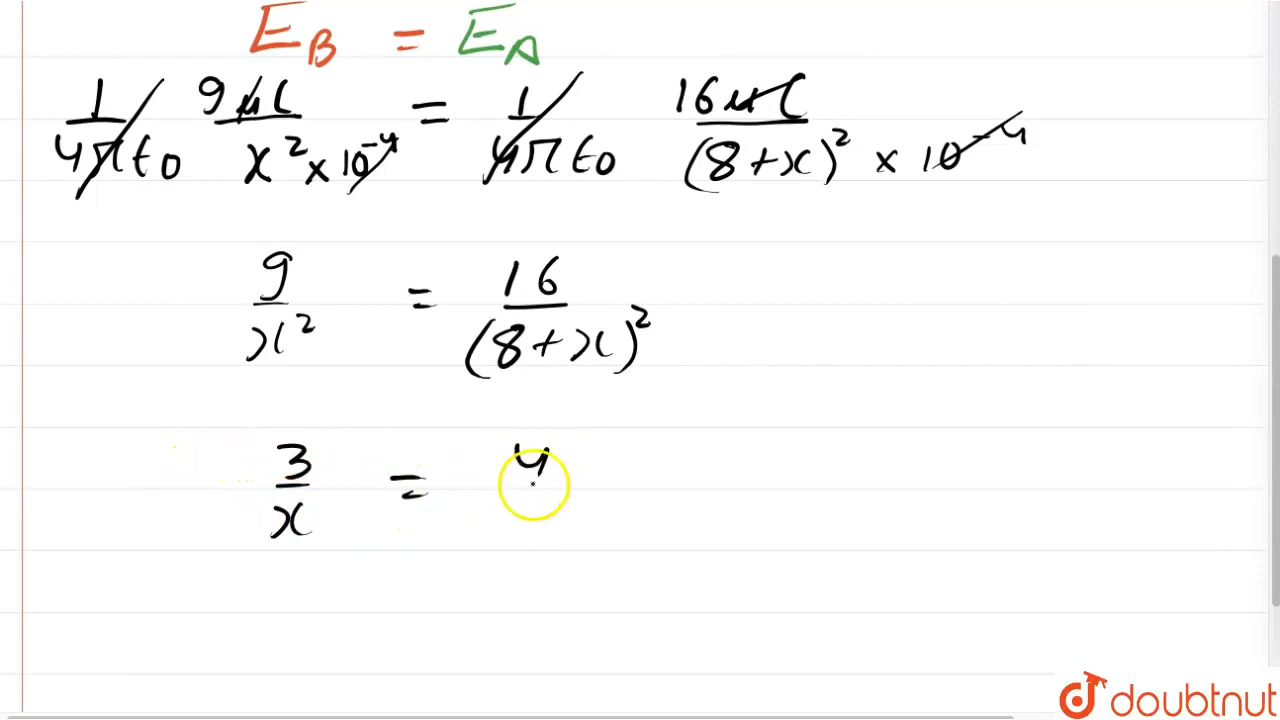 E_B = E_A
1/4πε0 9μC/x² × 10⁻⁴ = 1/4πε0 16μC/(8+x)² × 10⁻⁴
9/x² = 16/(8+x)²
3/x = 4
doubtnut